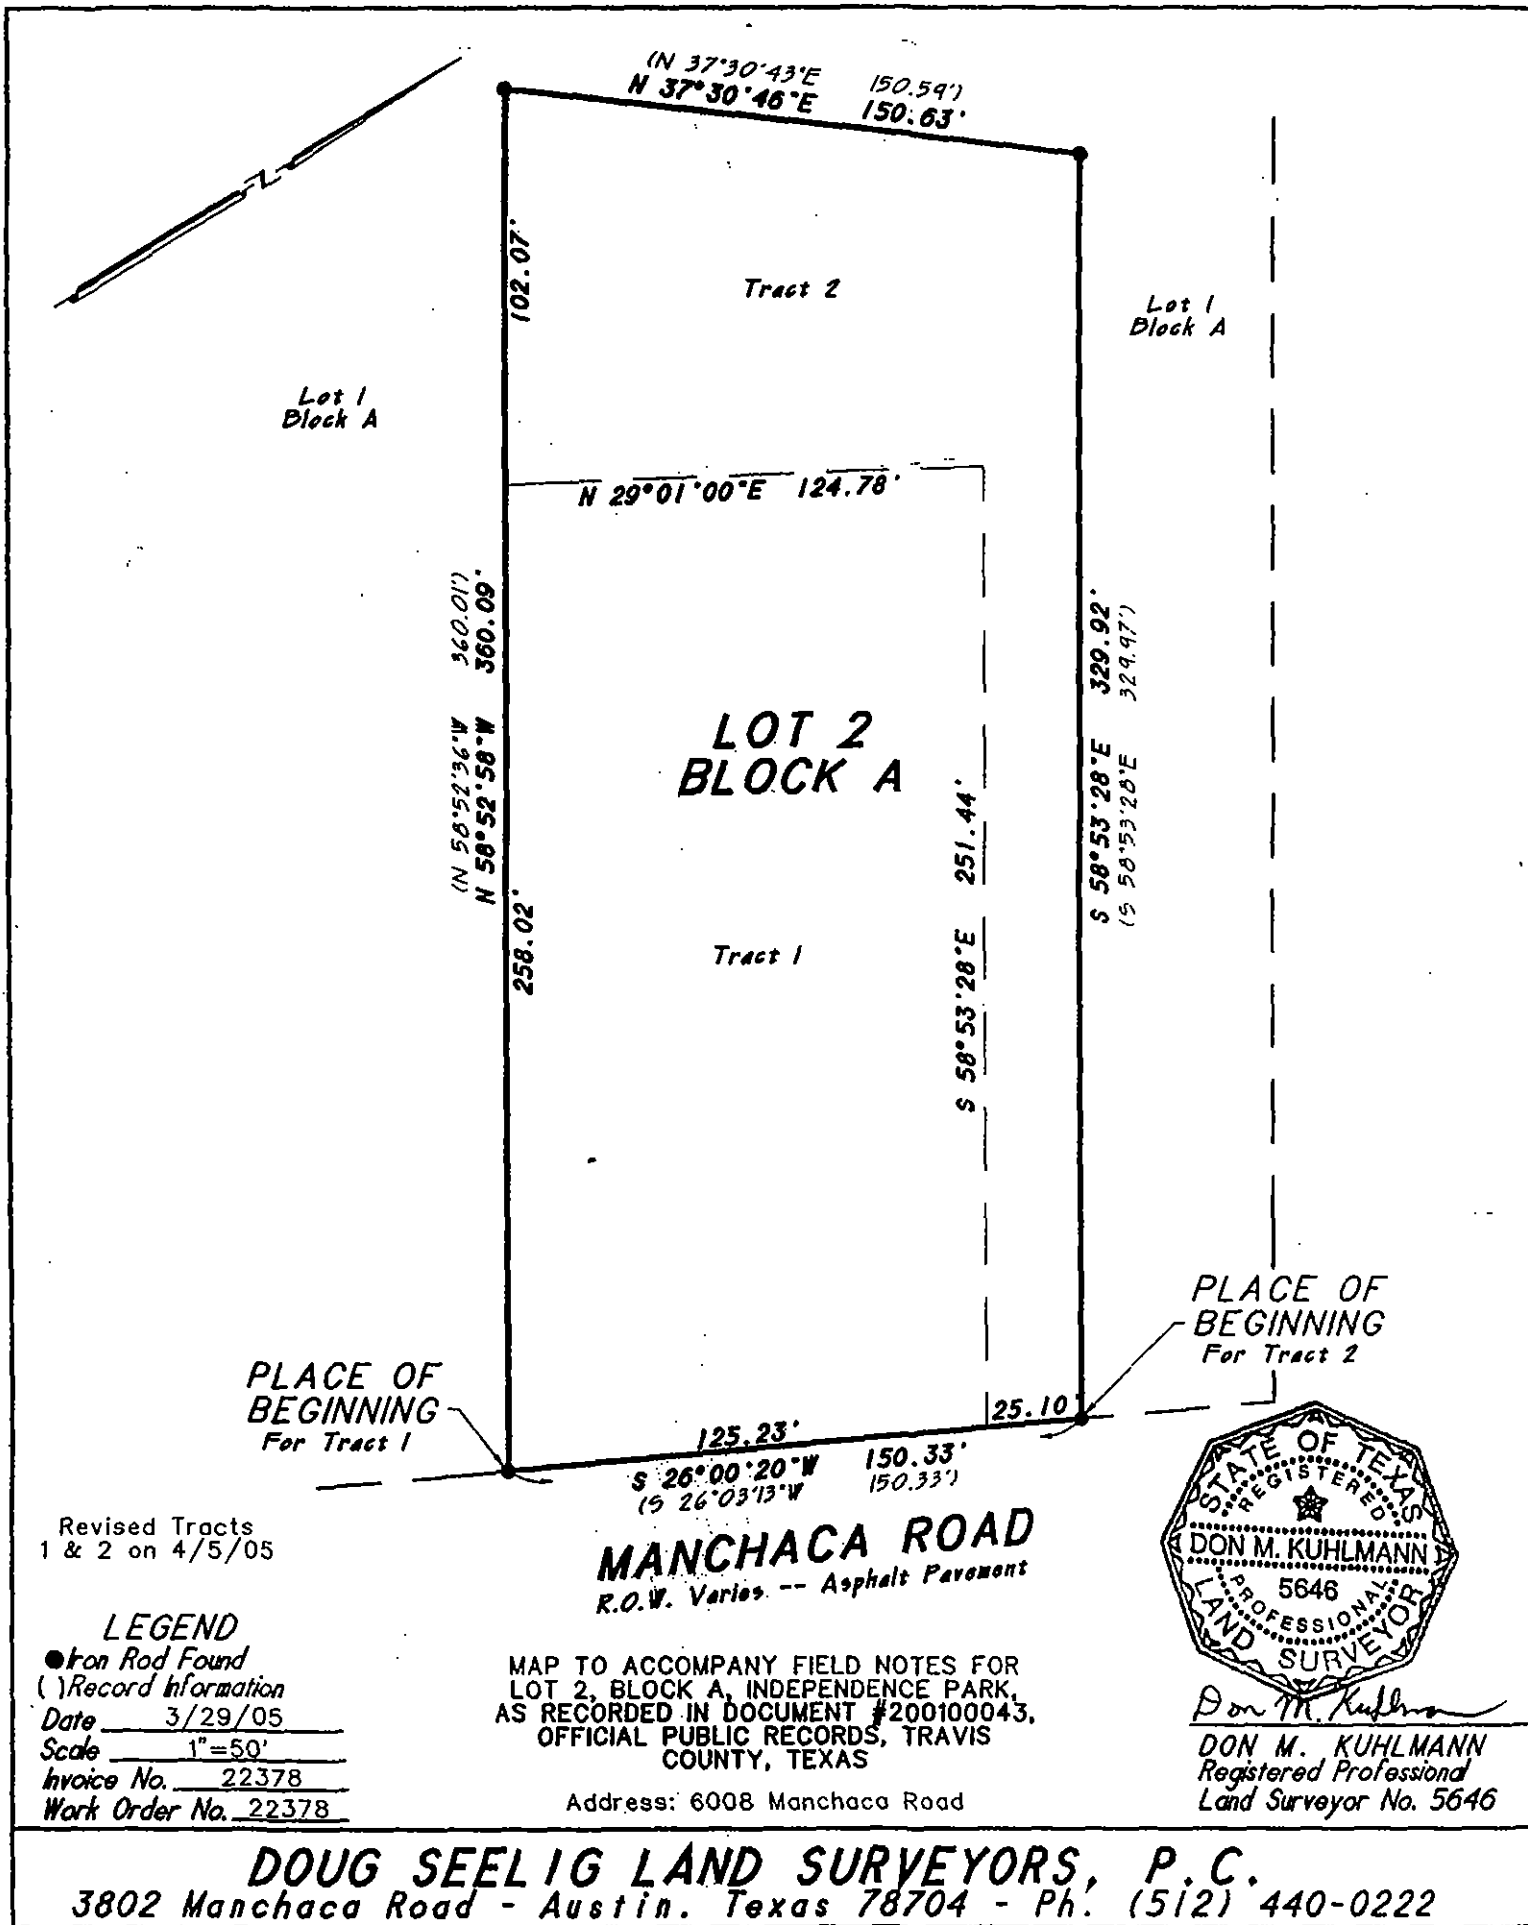 (N 37°30'43"E 150.59')
N 37°30'46"E 150.63'
N
102.07'
Tract 2
Lot 1
Block A
Lot 1
Block A
N 29°01'00"E 124.78'
(N 58°52'36"W 360.01')
N 58°52'58"W 360.09'
S 58°53'28"E 329.92'
(S 58°53'28"E 329.97')
LOT 2
BLOCK A
S 58°53'28"E 251.44'
258.02'
Tract 1
PLACE OF
BEGINNING
For Tract 2
PLACE OF
BEGINNING
For Tract 1
25.10'
125.23'
S 26°00'20"W 150.33'
(S 26°03'13"W 150.33')
MANCHACA ROAD
R.O.W. Varies -- Asphalt Pavement
Revised Tracts
1 & 2 on 4/5/05
STATE OF TEXAS
REGISTERED
DON M. KUHLMANN
5646
PROFESSIONAL
LAND SURVEYOR
LEGEND
Iron Rod Found
( )Record Information
Date 3/29/05
Scale 1"=50'
Invoice No. 22378
Work Order No. 22378
MAP TO ACCOMPANY FIELD NOTES FOR
LOT 2, BLOCK A, INDEPENDENCE PARK,
AS RECORDED IN DOCUMENT #200100043,
OFFICIAL PUBLIC RECORDS, TRAVIS
COUNTY, TEXAS
Address: 6008 Manchaca Road
Don M. Kuhlmann
DON M. KUHLMANN
Registered Professional
Land Surveyor No. 5646
DOUG SEELIG LAND SURVEYORS, P.C.
3802 Manchaca Road - Austin. Texas 78704 - Ph. (512) 440-0222